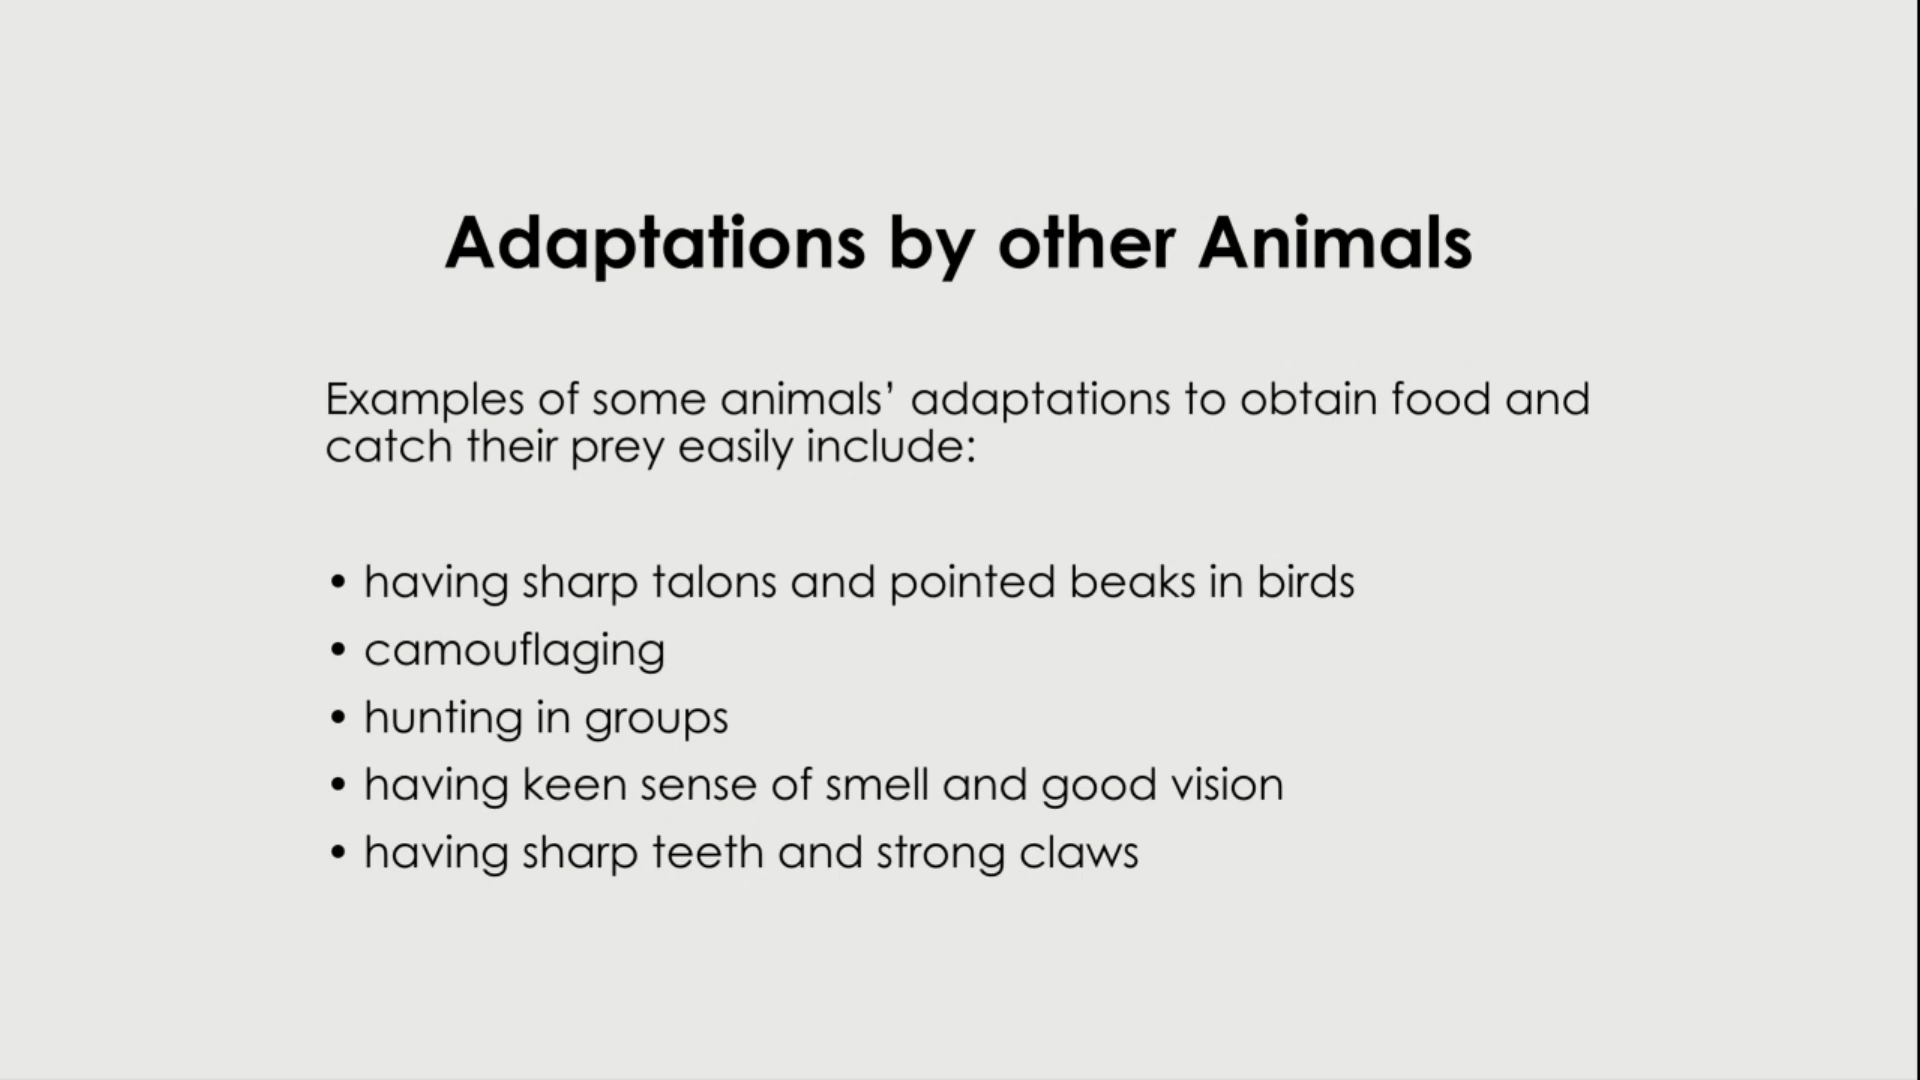 Adaptations by other Animals
Examples of some animals’ adaptations to obtain food and
catch their prey easily include:
• having sharp talons and pointed beaks in birds
• camouflaging
• hunting in groups
• having keen sense of smell and good vision
• having sharp teeth and strong claws